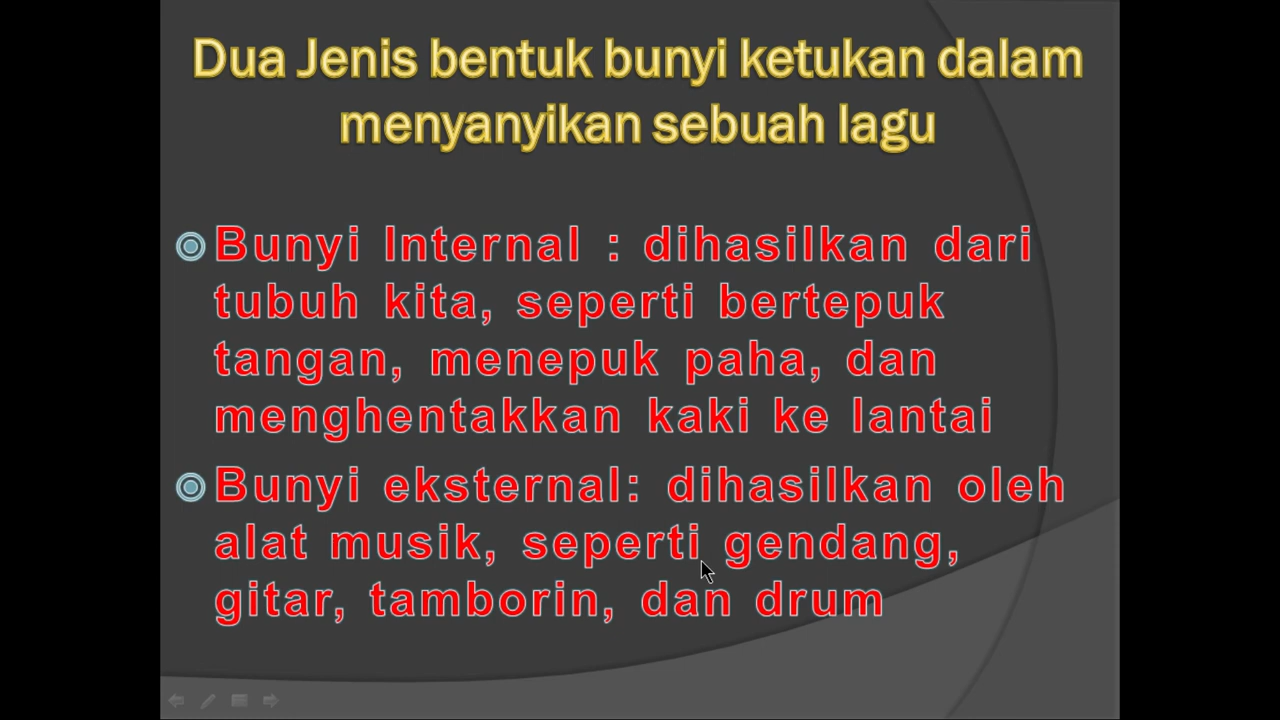 Dua Jenis bentuk bunyi ketukan dalam
menyanyikan sebuah lagu
Bunyi Internal : dihasilkan dari
tubuh kita, seperti bertepuk
tangan, menepuk paha, dan
menghentakkan kaki ke lantai
Bunyi eksternal: dihasilkan oleh
alat musik, seperti gendang,
gitar, tamborin, dan drum